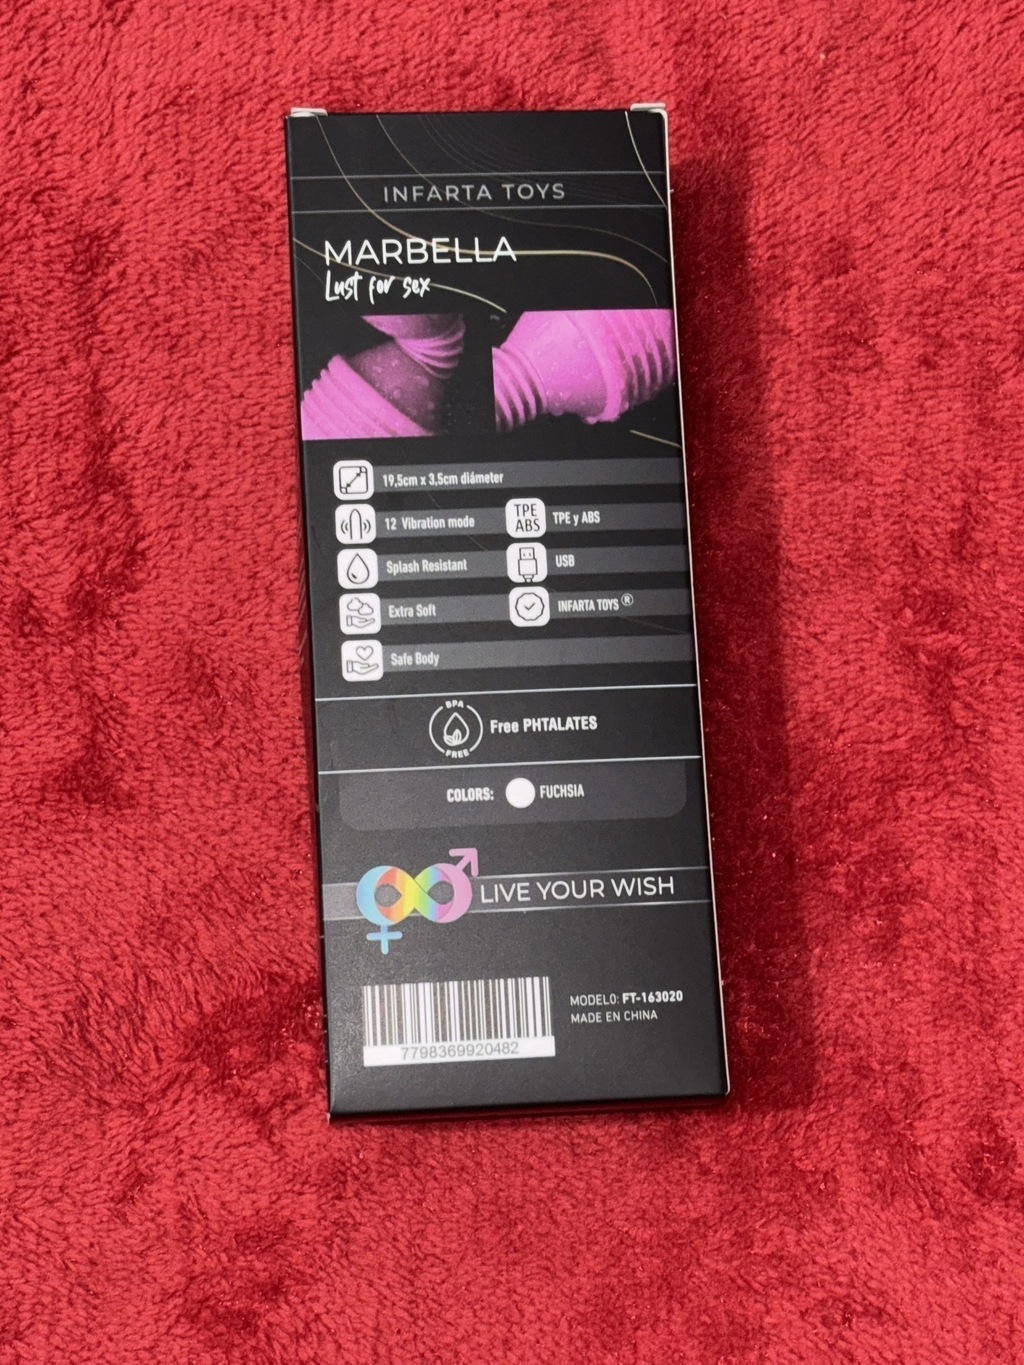 INFARTA TOYS
MARBELLA
Lust for sex
19,5cm x 3,5cm diámeter
12 Vibration mode
TPE
ABS
TPE y ABS
Splash Resistant
USB
Extra Soft
INFARTA TOYS ®
Safe Body
BPA
FREE
Free PHTALATES
COLORS: FUCHSIA
LIVE YOUR WISH
7798369920482
MODELO: FT-163020
MADE EN CHINA